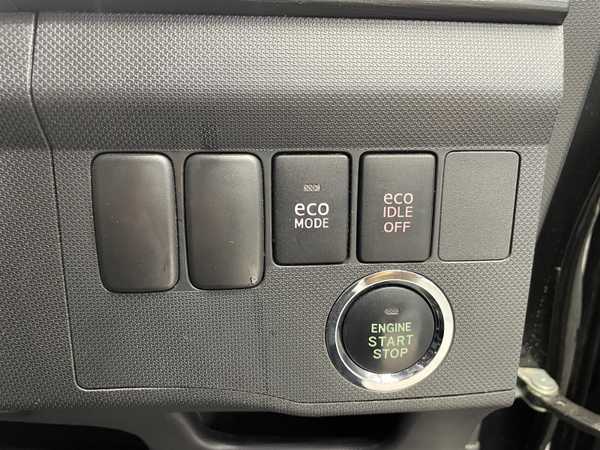 eco
MODE
eco
IDLE
OFF
ENGINE
START
STOP